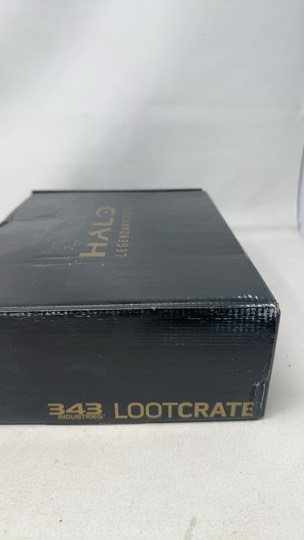 HALO
LEGENDARY
343 INDUSTRIES LOOTCRATE